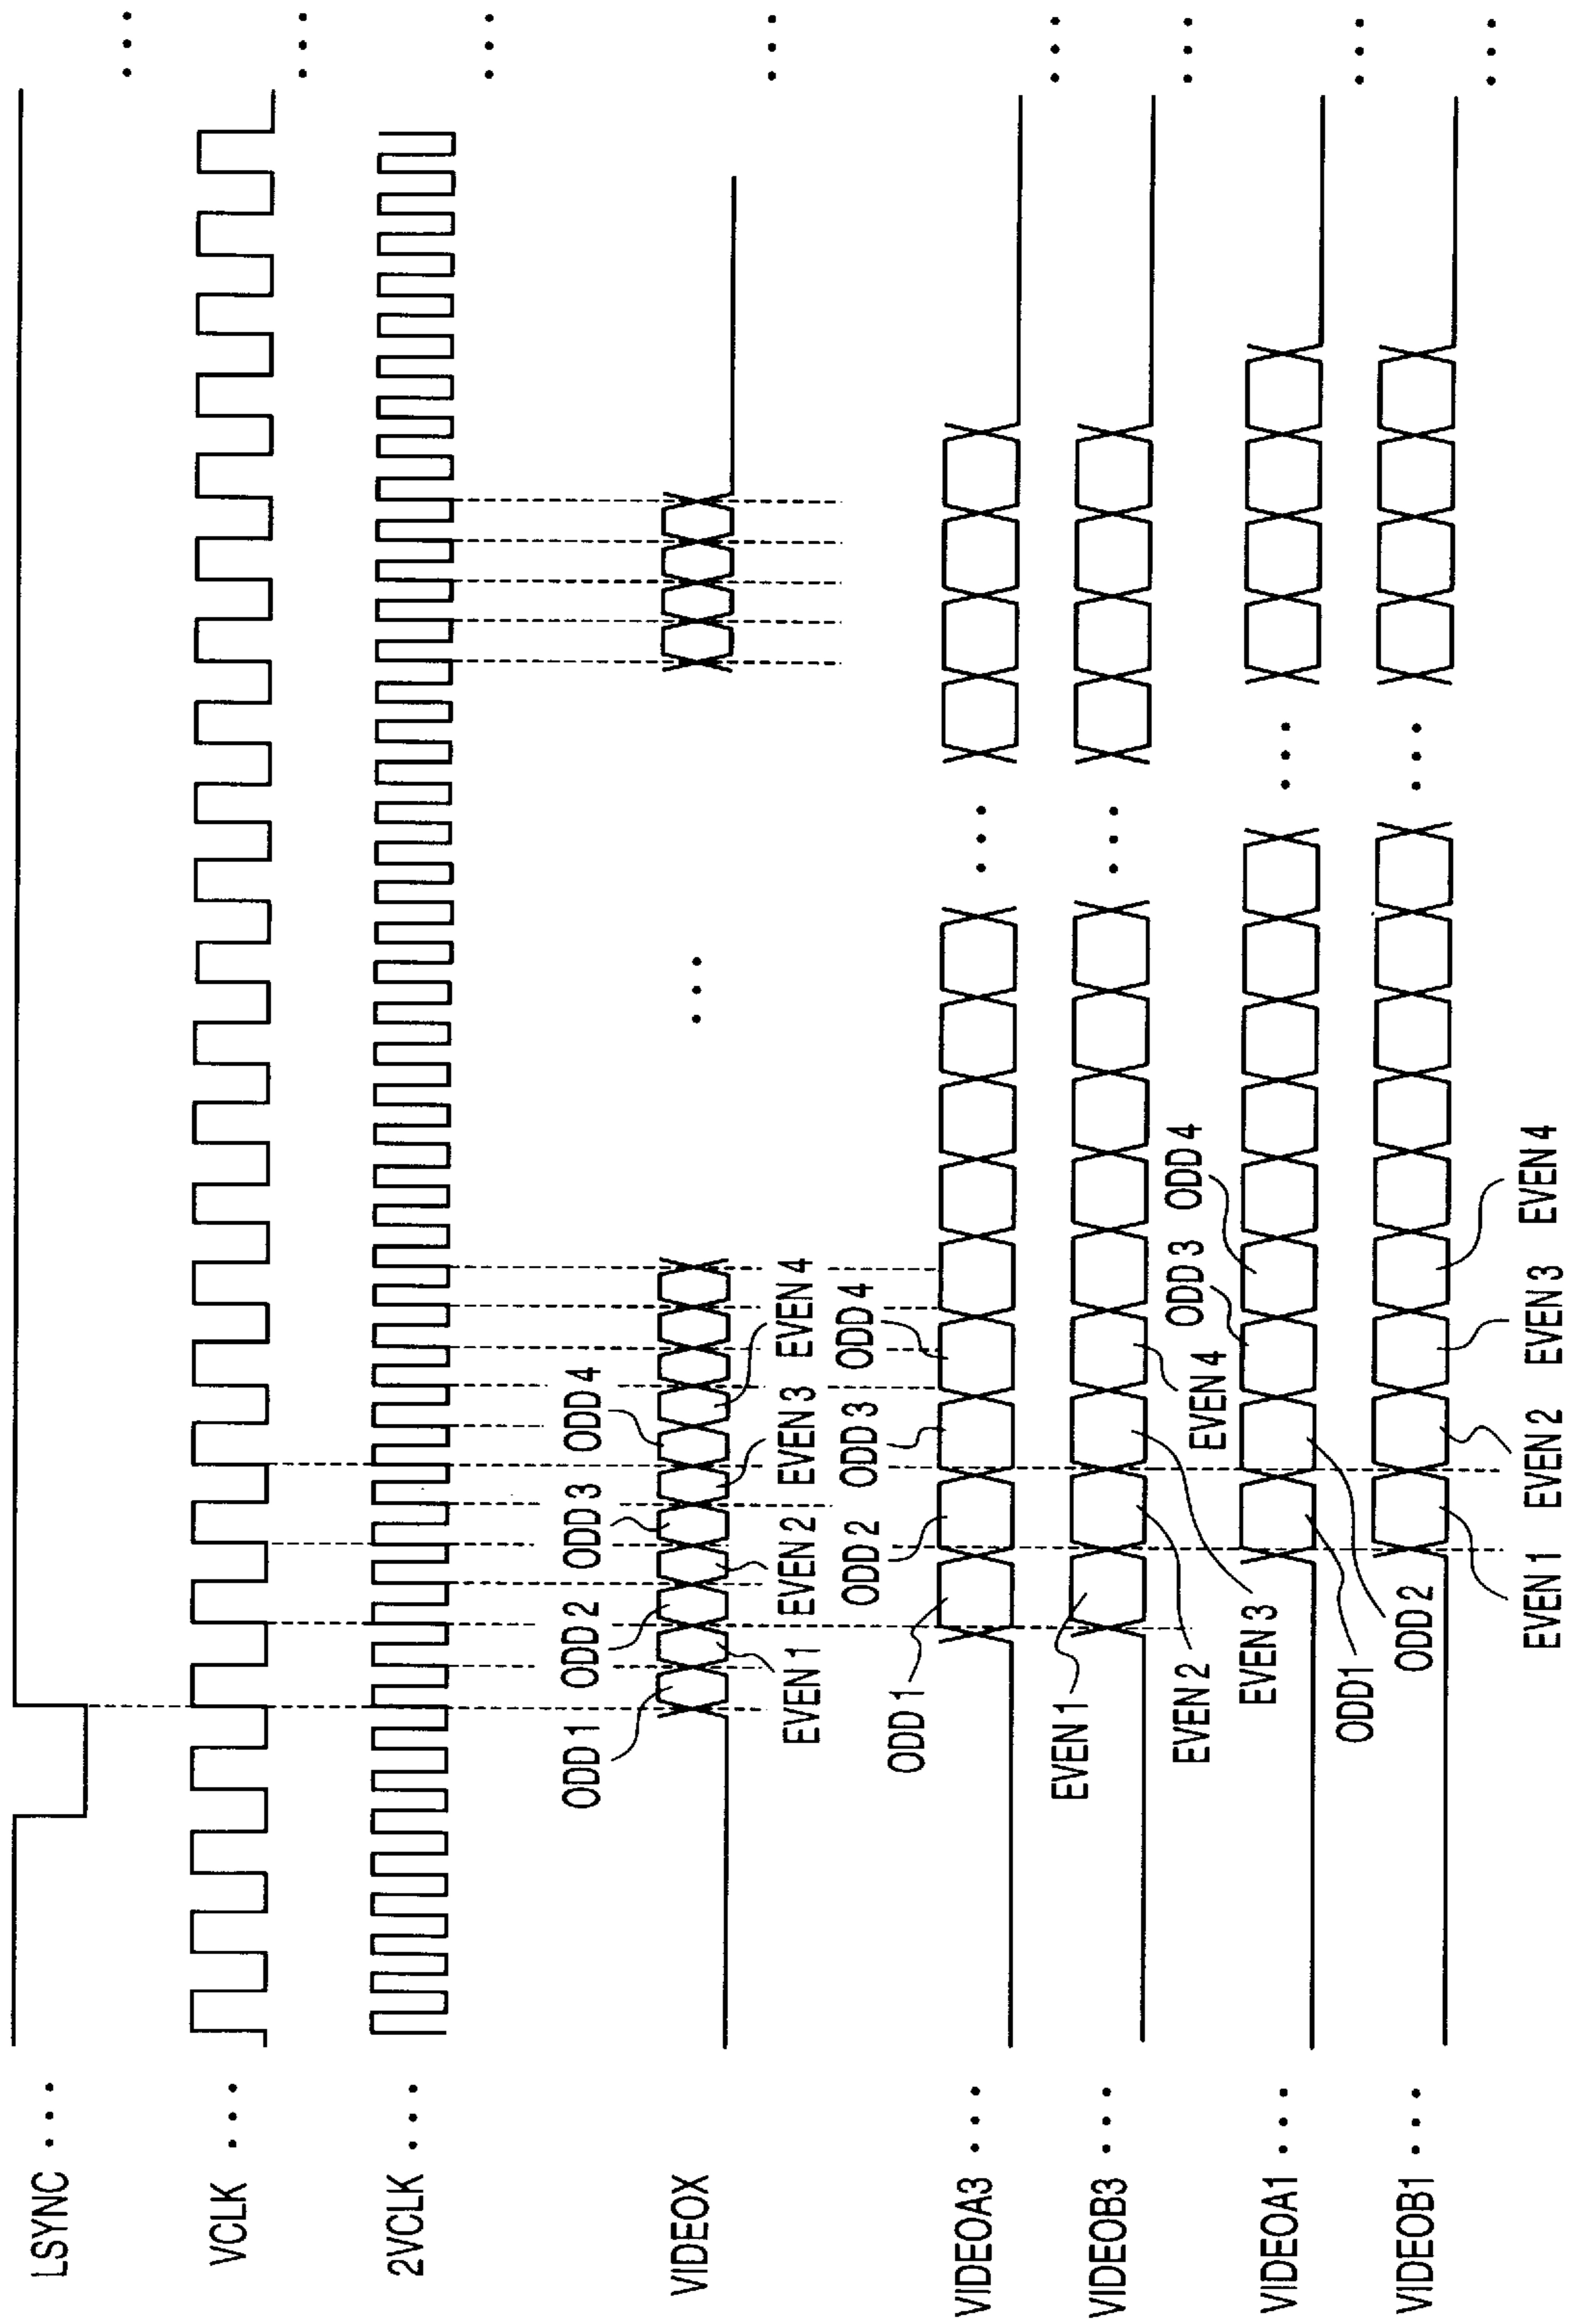 LSYNC
VCLK
2VCLK
ODD 1
ODD 2
ODD 3
ODD 4
VIDEOX
EVEN 1
EVEN 2
EVEN 3
EVEN 4
ODD 1
ODD 2
ODD 3
ODD 4
VIDEOA3
EVEN 1
VIDEOB3
EVEN 2
EVEN 3
EVEN 4
ODD 3
ODD 4
VIDEOA1
ODD1
ODD 2
VIDEOB1
EVEN 1
EVEN 2
EVEN 3
EVEN 4